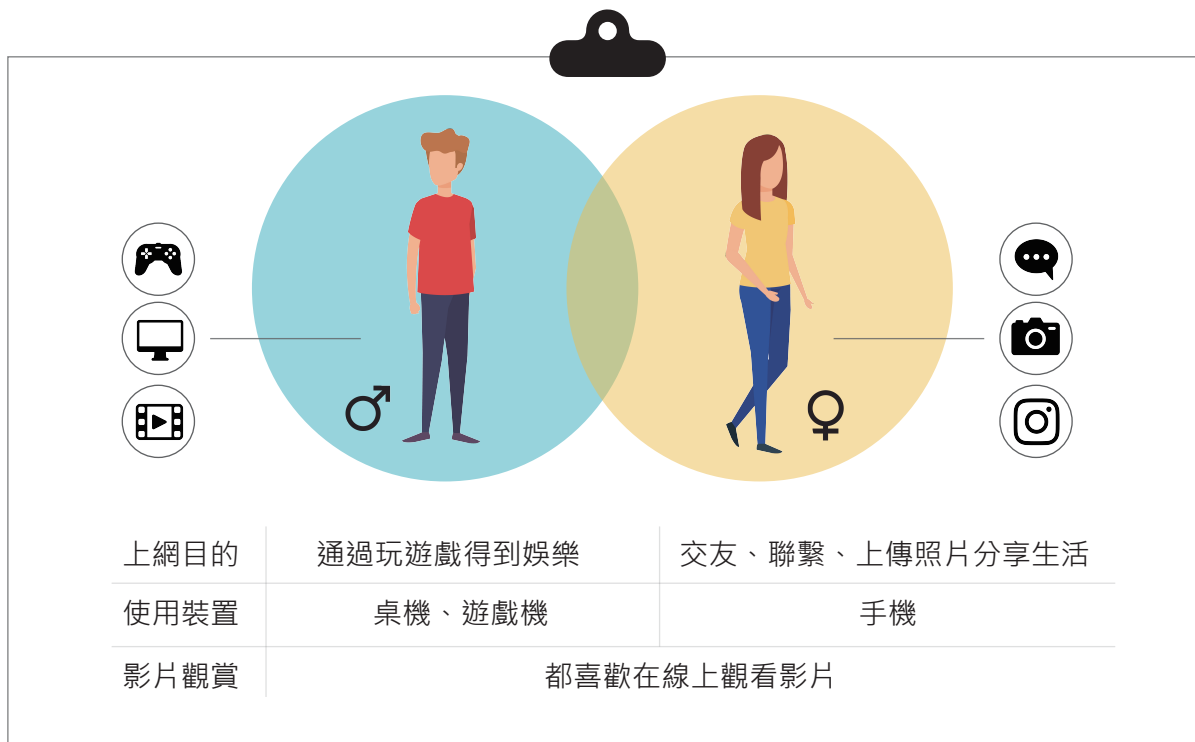 上網目的 通過玩遊戲得到娛樂 交友、聯繫、上傳照片分享生活
使用裝置 桌機、遊戲機 手機
影片觀賞 都喜歡在線上觀看影片